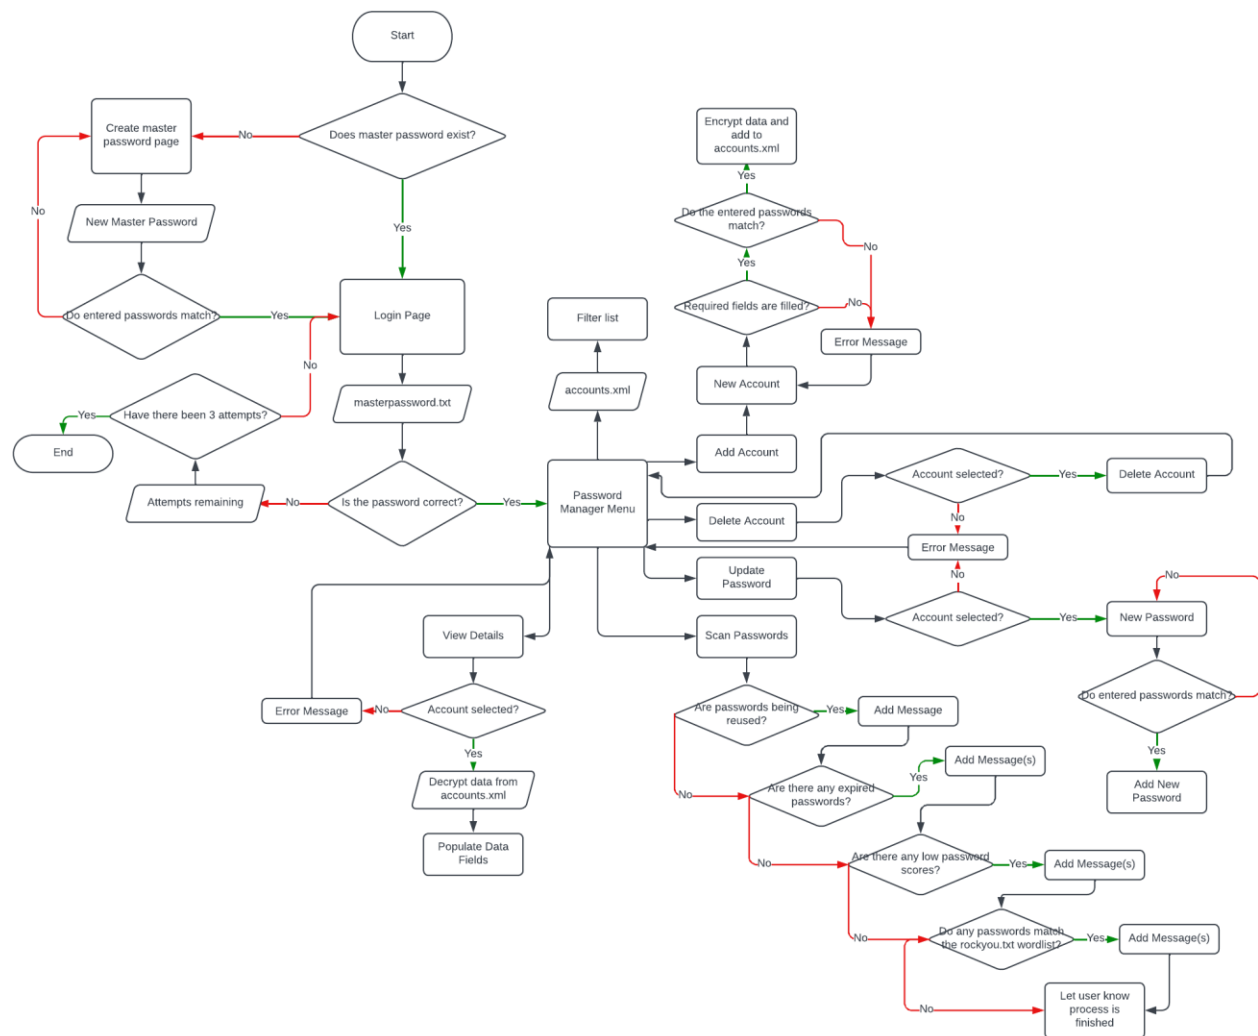 Start
Does master password exist?
No
Yes
Create master
password page
New Master Password
No
Do entered passwords match?
Yes
Login Page
masterpassword.txt
No
Have there been 3 attempts?
Yes
End
Attempts remaining
No
Is the password correct?
Yes
Password
Manager Menu
accounts.xml
Filter list
Encrypt data and
add to
accounts.xml
Yes
Do the entered passwords
match?
No
Yes
Required fields are filled?
No
Error Message
New Account
Add Account
Delete Account
Account selected?
Yes
Delete Account
No
Error Message
No
Update
Password
Account selected?
Yes
No
New Password
Do entered passwords match?
Yes
Add New
Password
View Details
Account selected?
No
Error Message
Yes
Decrypt data from
accounts.xml
Populate Data
Fields
Scan Passwords
Are passwords being
reused?
Yes
Add Message
No
Are there any expired
passwords?
Yes
Add Message(s)
No
Are there any low password
scores?
Yes
Add Message(s)
No
Do any passwords match
the rockyou.txt wordlist?
Yes
Add Message(s)
No
Let user know
process is
finished